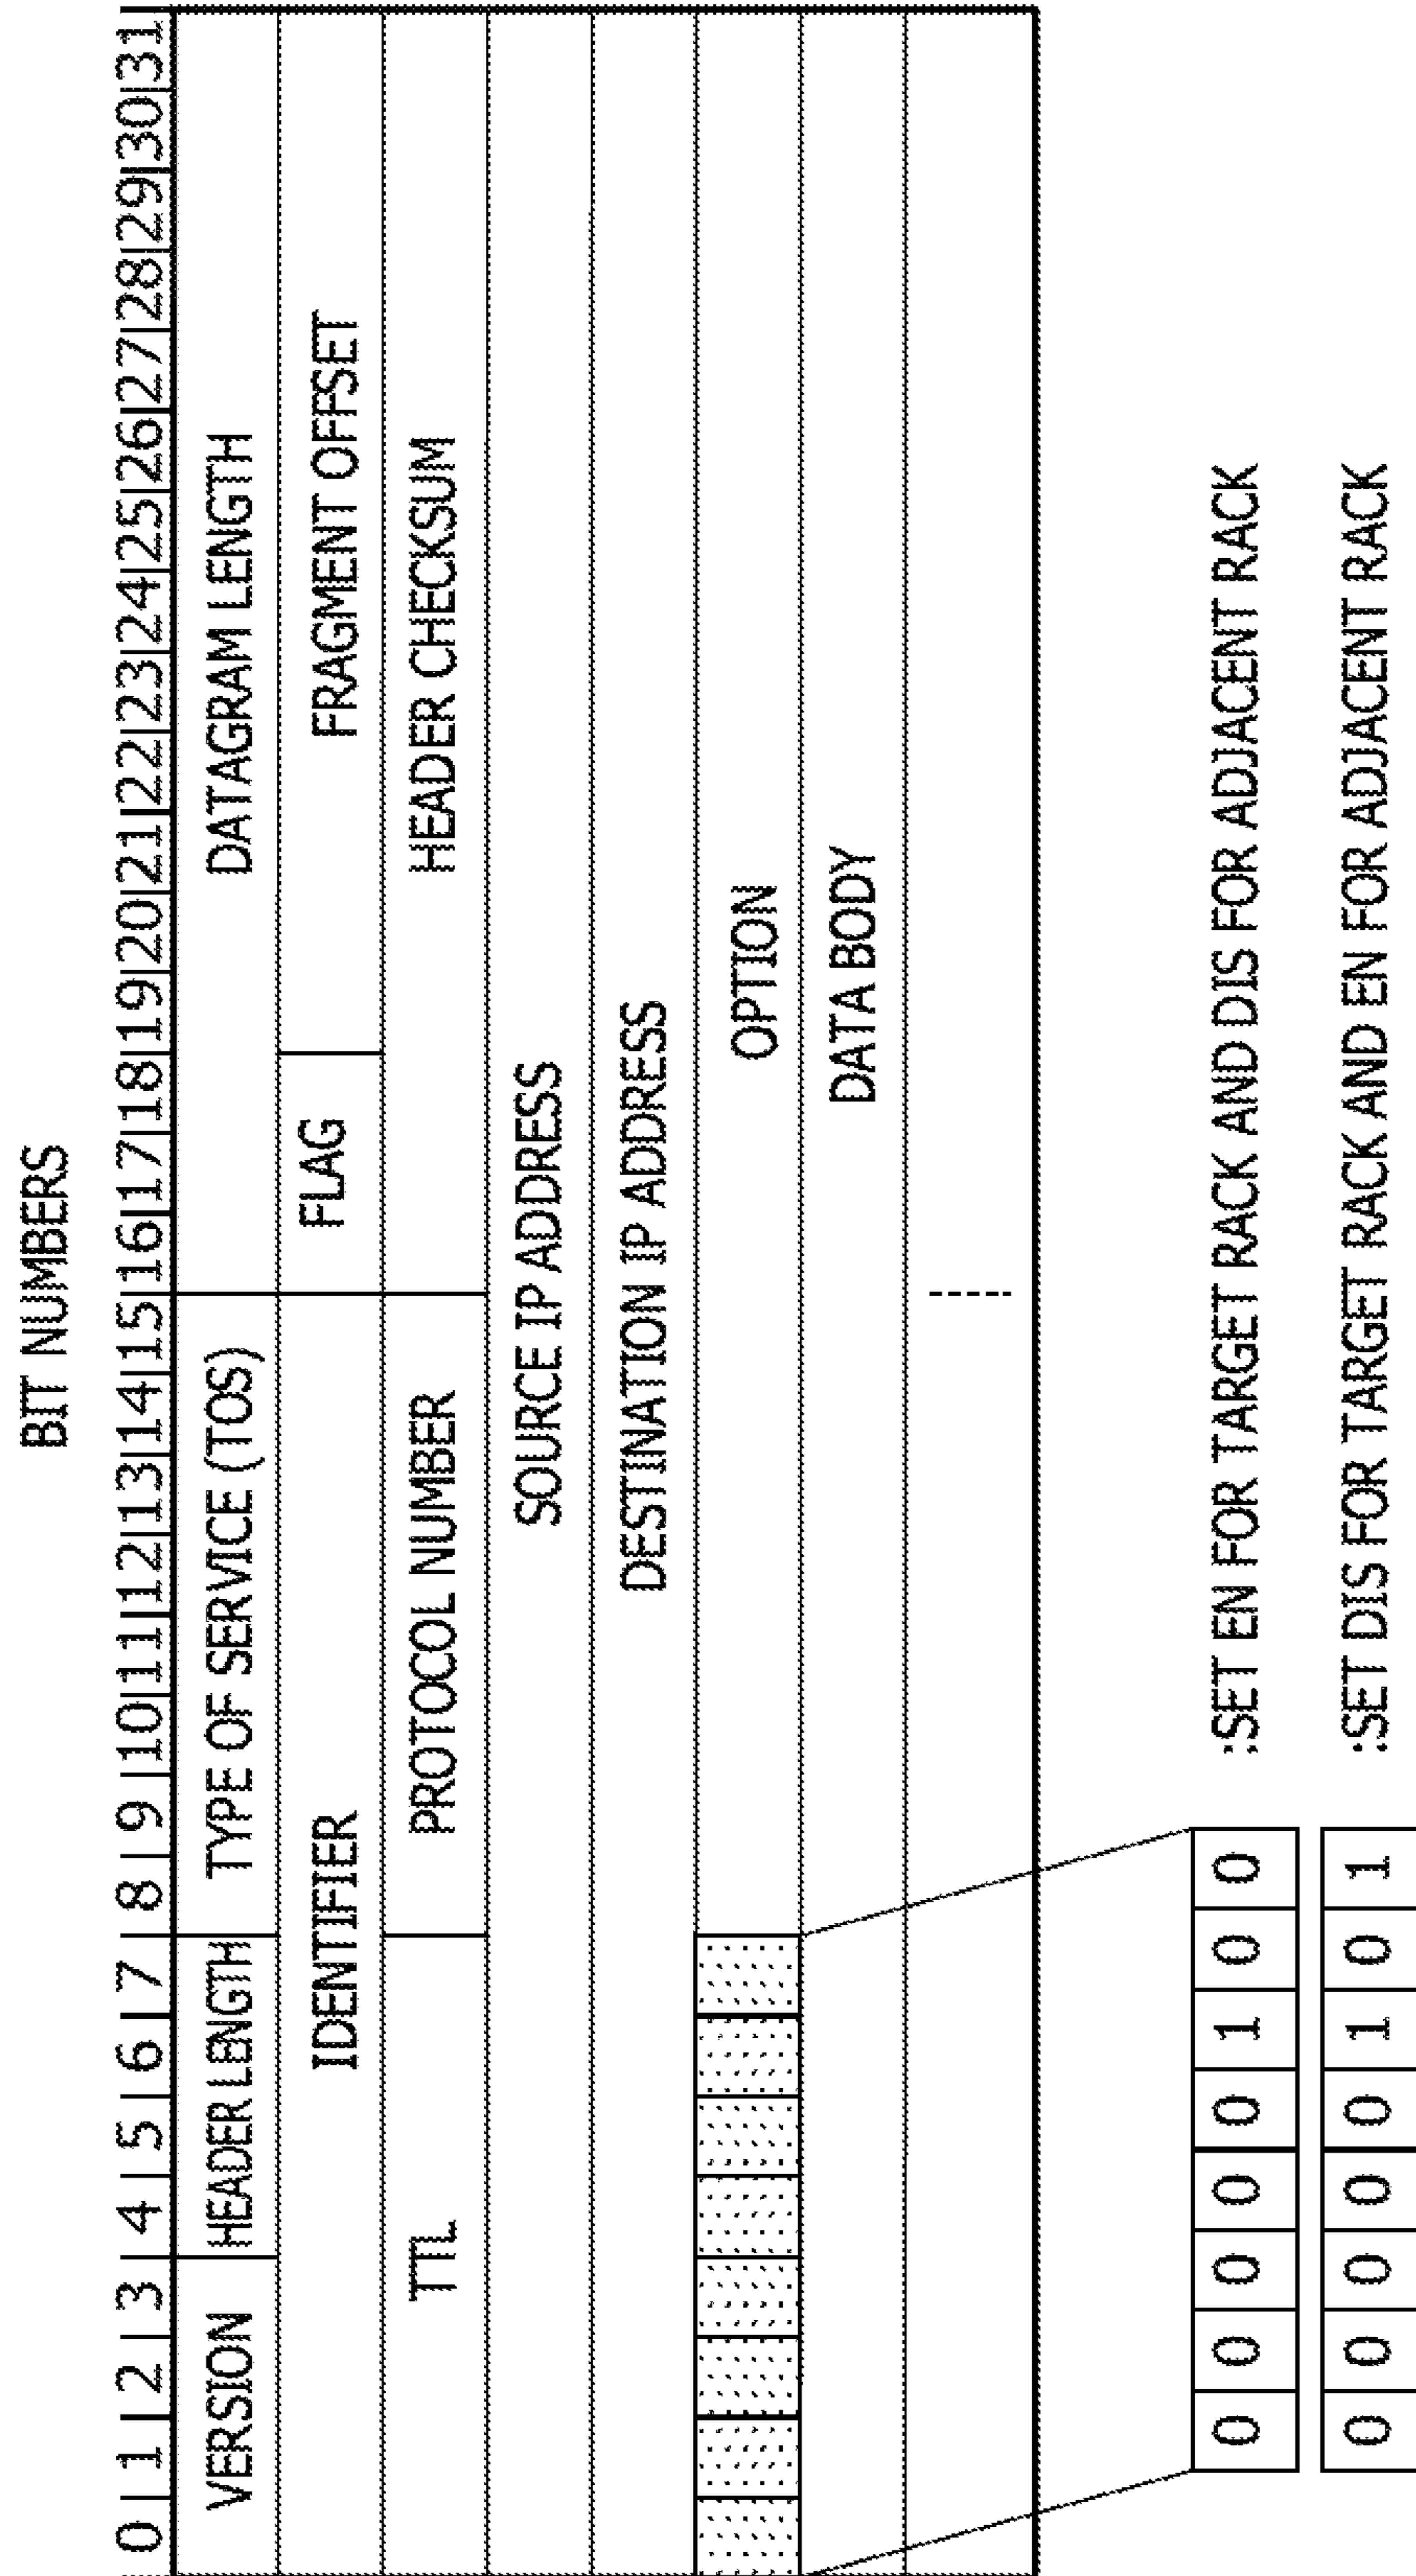 BIT NUMBERS
0 1 2 3 4 5 6 7 8 9 10 11 12 13 14 15 16 17 18 19 20 21 22 23 24 25 26 27 28 29 30 31
VERSION HEADER LENGTH TYPE OF SERVICE (TOS) DATAGRAM LENGTH
IDENTIFIER FLAG FRAGMENT OFFSET
TTL PROTOCOL NUMBER HEADER CHECKSUM
SOURCE IP ADDRESS
DESTINATION IP ADDRESS
OPTION
DATA BODY
0 0 0 0 0 1 0 0 :SET EN FOR TARGET RACK AND DIS FOR ADJACENT RACK
0 0 0 0 0 1 0 1 :SET DIS FOR TARGET RACK AND EN FOR ADJACENT RACK